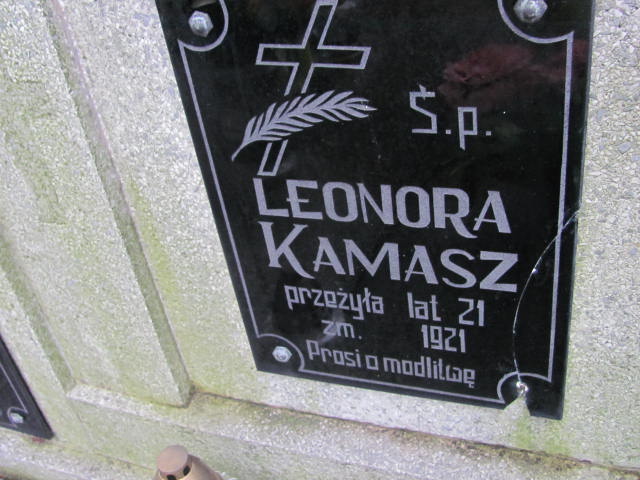 Ś.p.
LEONORA
KAMASZ
przeżyła lat 21
zm. 1921
Prosi o modlitwę